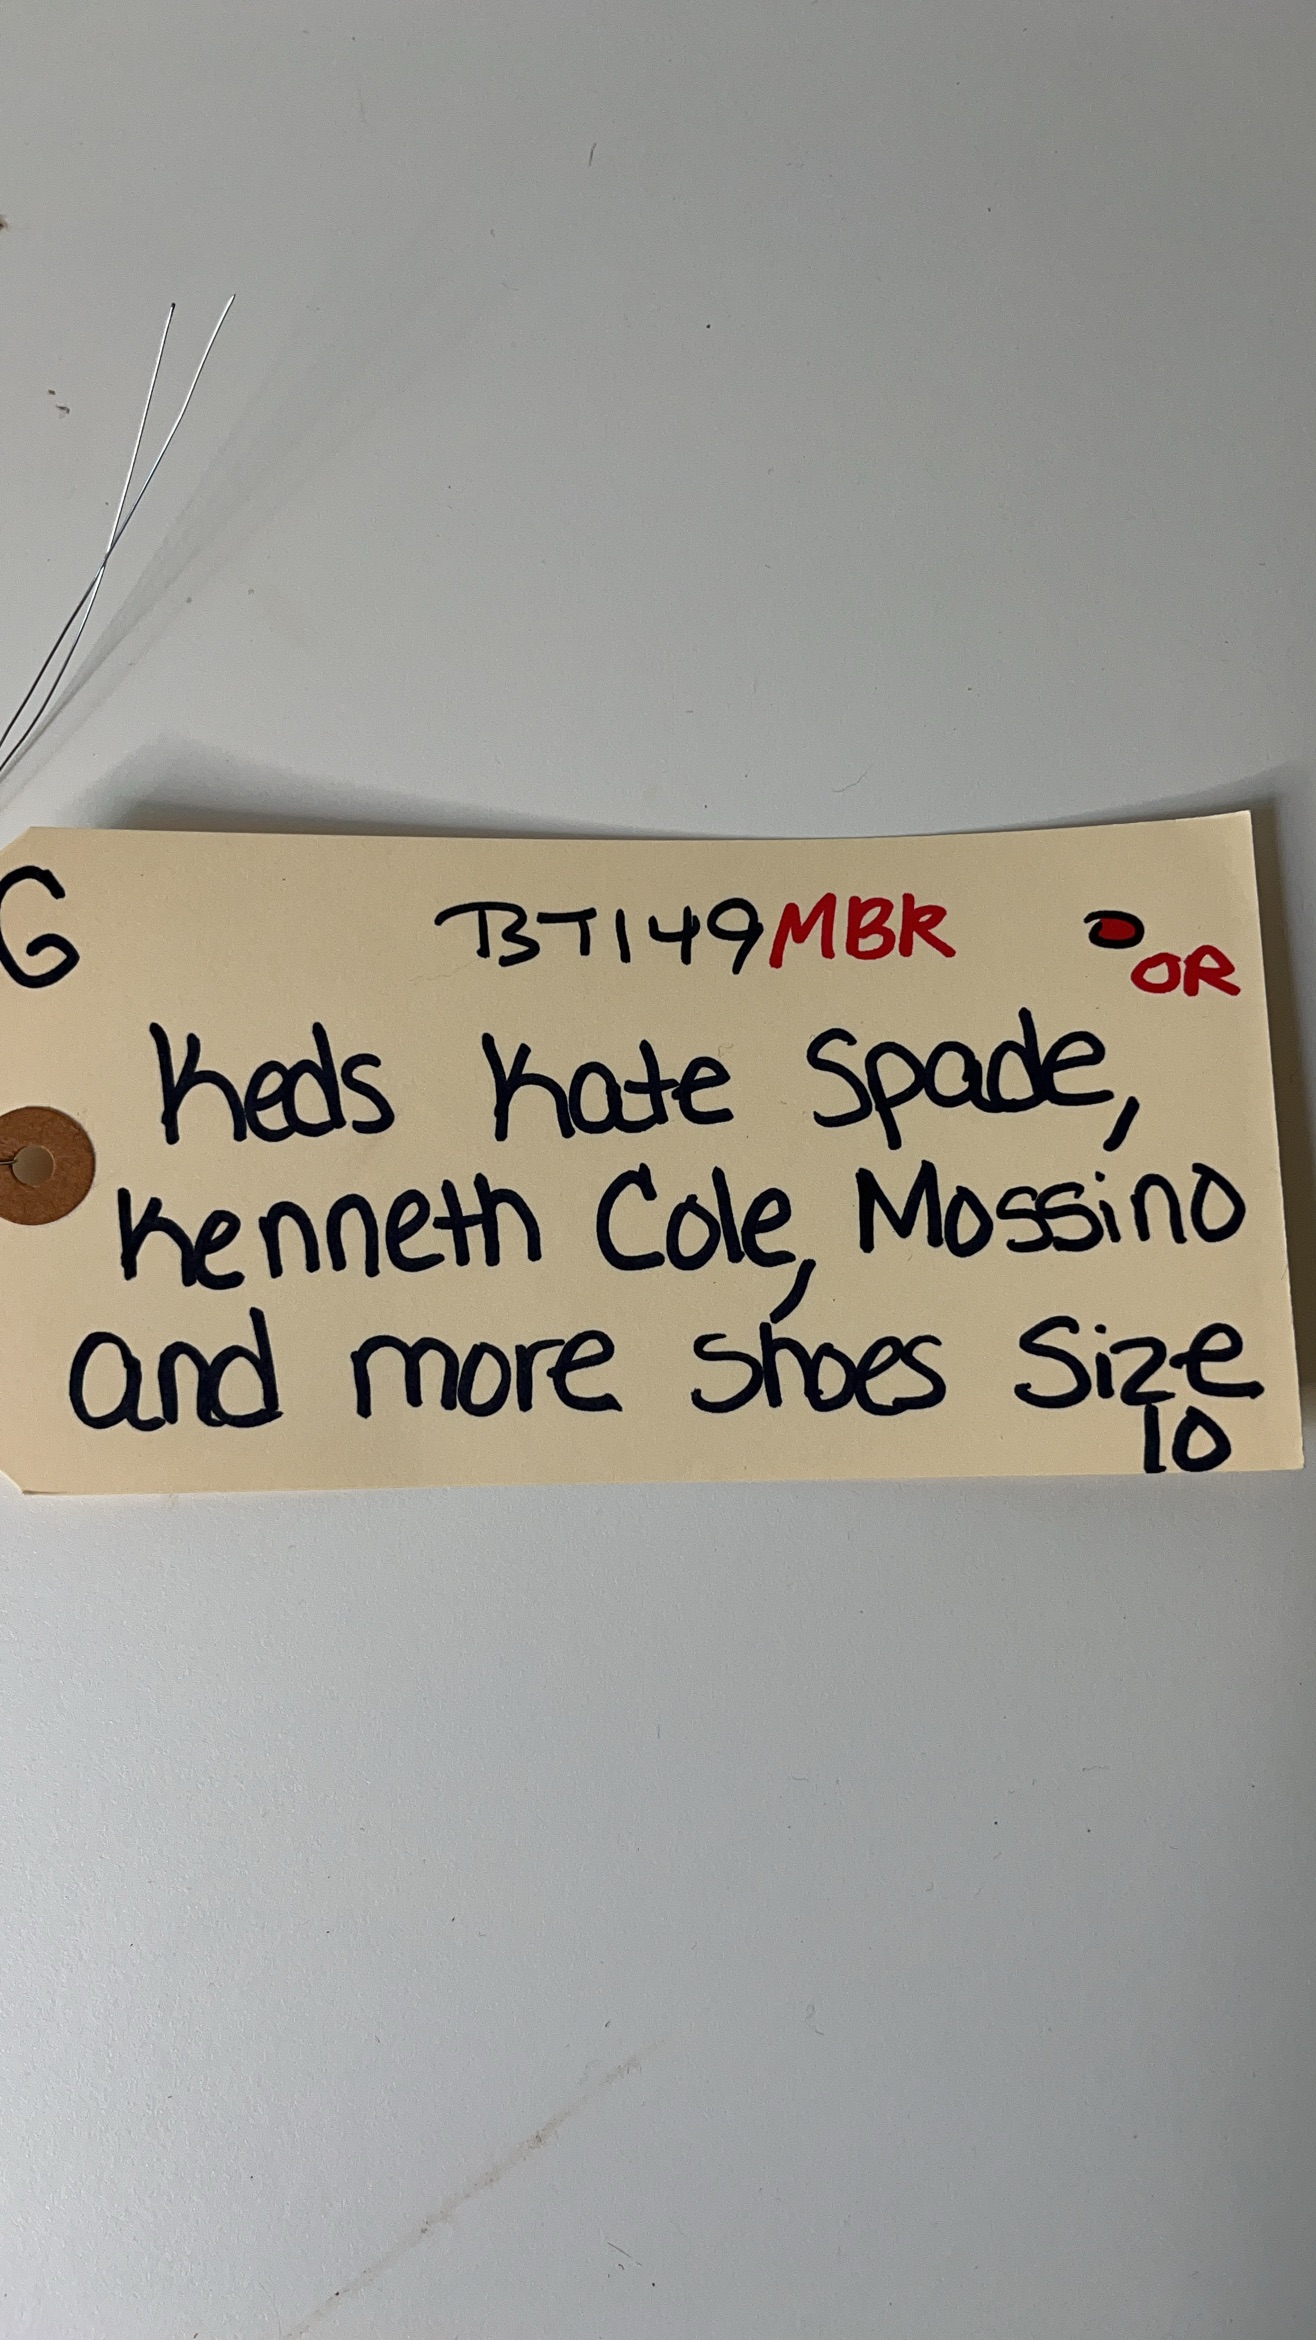 G
BT149MBR
OR
Keds Kate Spade,
Kenneth Cole, Mossino
and more shoes Size
10